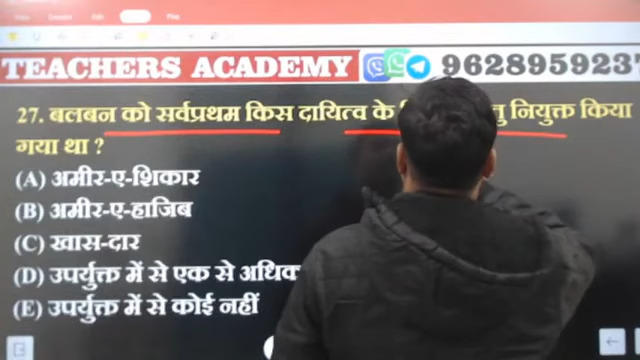 TEACHERS ACADEMY 962895923
27. बलबन को सर्वप्रथम किस दायित्व के नियुक्त किया
गया था ?
(A) अमीर-ए-शिकार
(B) अमीर-ए-हाजिब
(C) खास-दार
(D) उपर्युक्त में से एक से अधिक
(E) उपर्युक्त में से कोई नहीं